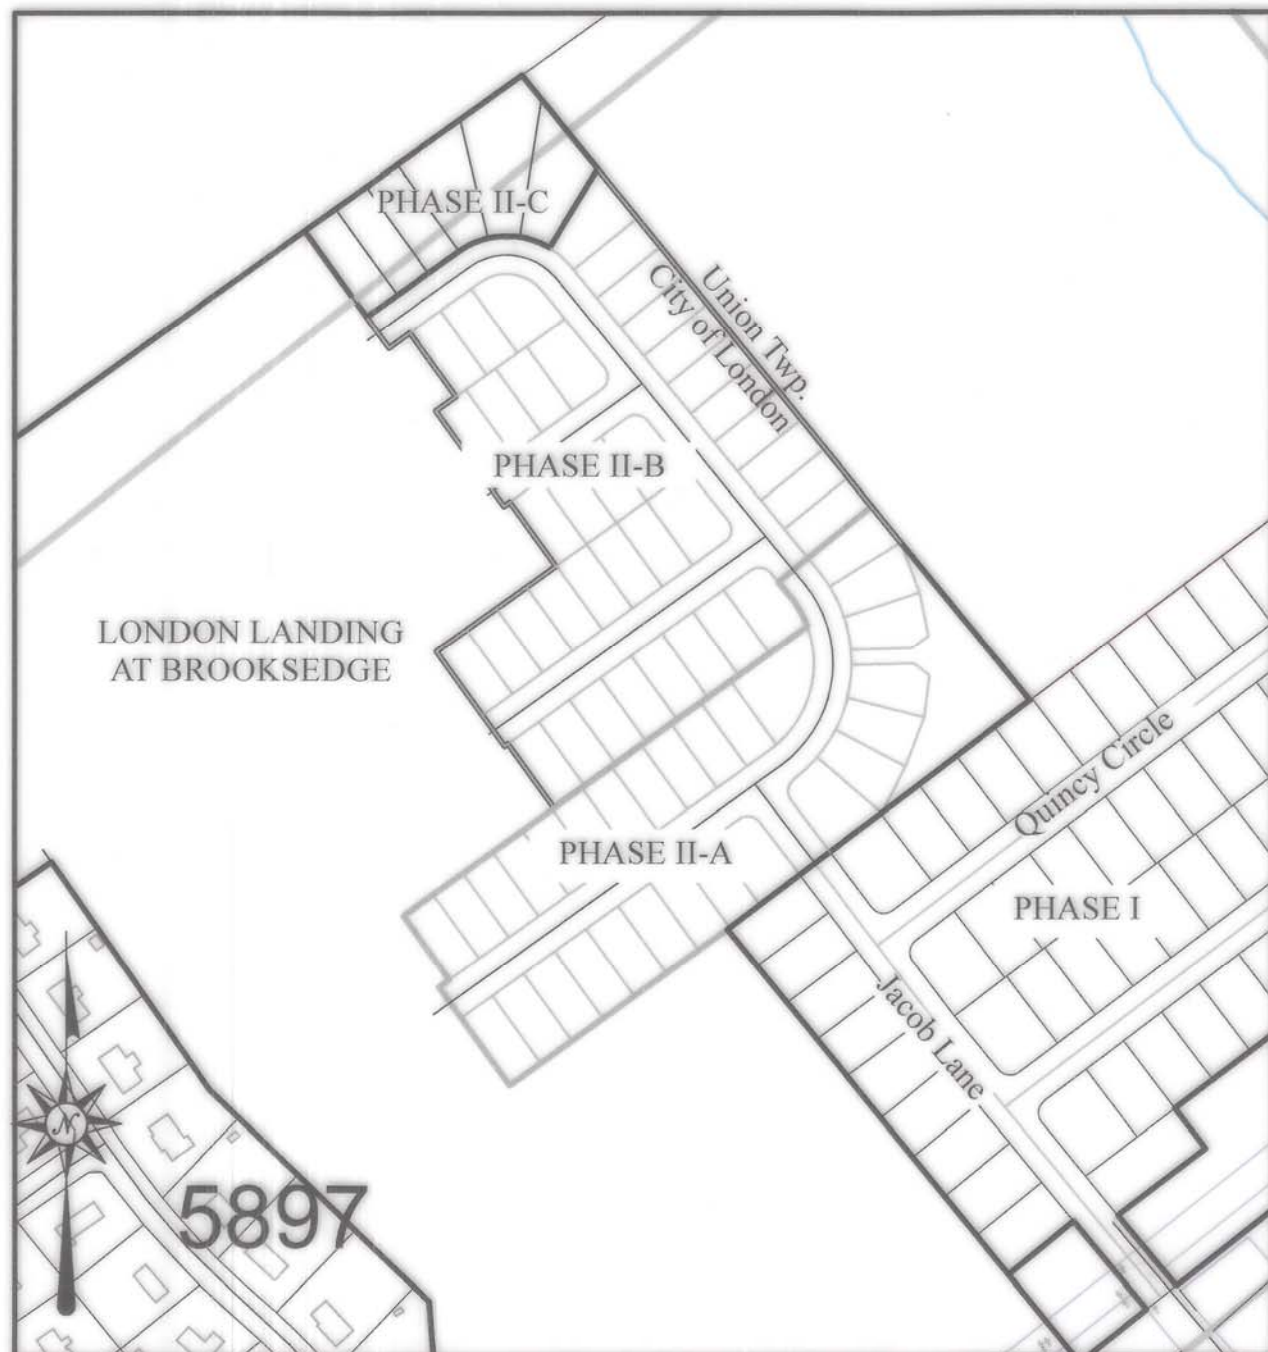 PHASE II-C
Union Twp.
City of London
PHASE II-B
LONDON LANDING
AT BROOKSEDGE
Quincy Circle
PHASE II-A
PHASE I
Jacob Lane
N
5897